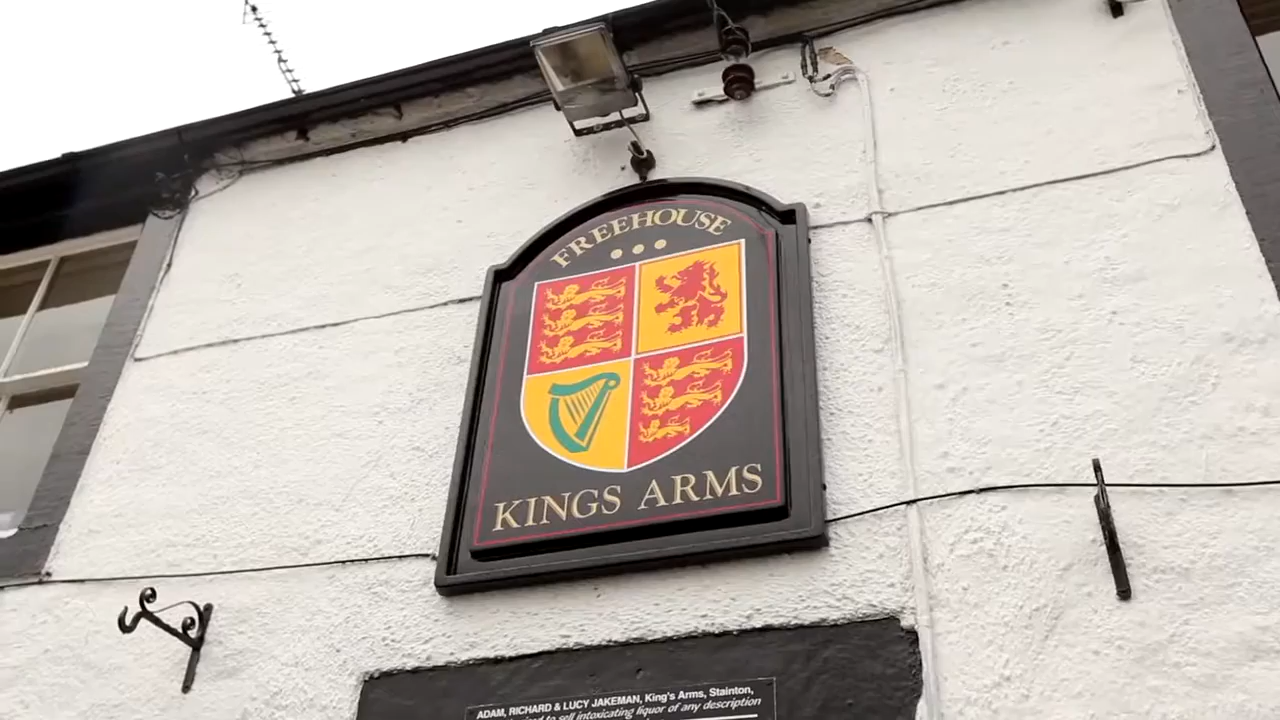 FREEHOUSE
KINGS ARMS
ADAM, RICHARD & LUCY JAKEMAN, King's Arms, Stainton,
to sell intoxicating liquor of any description